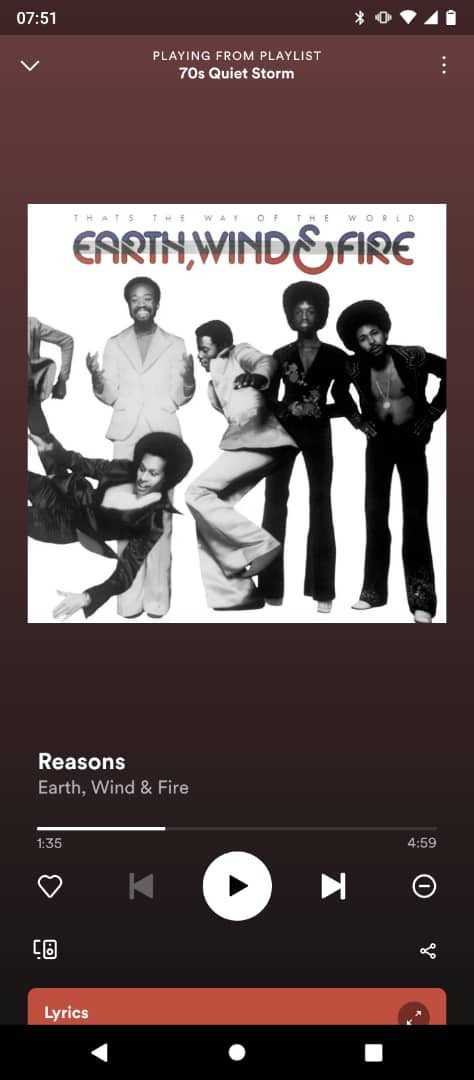 07:51
PLAYING FROM PLAYLIST
70s Quiet Storm
THATS THE WAY OF THE WORLD
EARTH, WIND & FIRE
Reasons
Earth, Wind & Fire
1:35
4:59
Lyrics